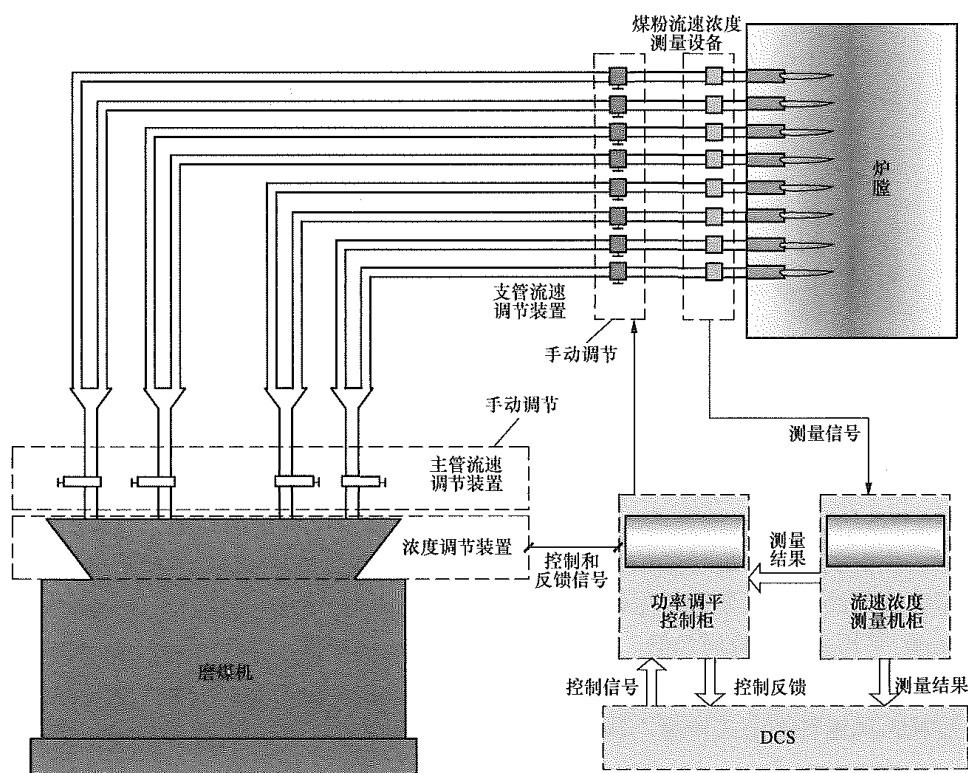 煤粉流速浓度
测量设备
炉
膛
支管流速
调节装置
手动调节
手动调节
测量信号
主管流速
调节装置
浓度调节装置
控制和
反馈信号
测量
结果
功率调平
控制柜
流速浓度
测量机柜
磨煤机
控制信号
控制反馈
测量结果
DCS